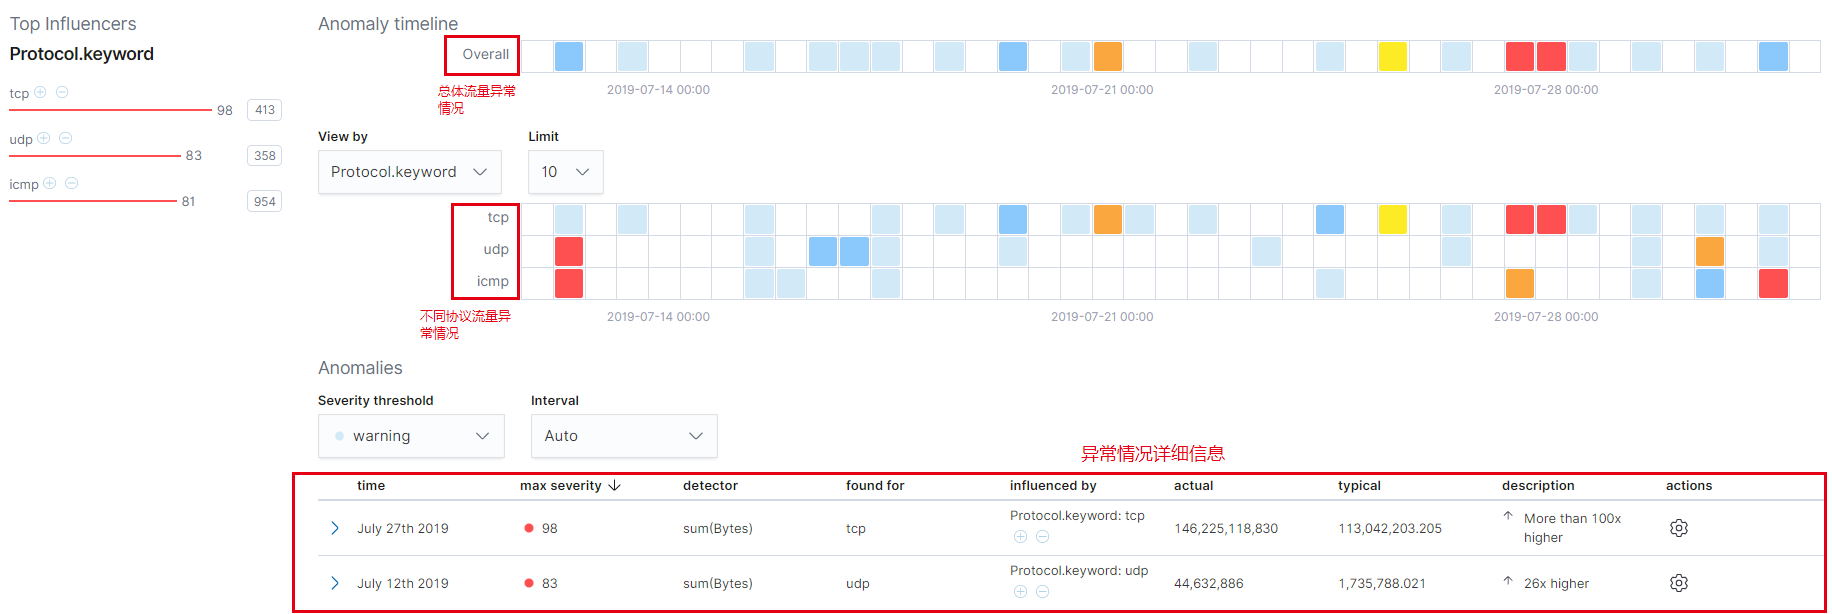 Top Influencers
Protocol.keyword
tcp
98
413
udp
83
358
icmp
81
954
Anomaly timeline
Overall
总体流量异常
情况
2019-07-14 00:00
2019-07-21 00:00
2019-07-28 00:00
View by
Limit
Protocol.keyword
10
tcp
udp
icmp
不同协议流量异
常情况
2019-07-14 00:00
2019-07-21 00:00
2019-07-28 00:00
Anomalies
Severity threshold
Interval
warning
Auto
异常情况详细信息
time max severity detector found for influenced by actual typical description actions
July 27th 2019 98 sum(Bytes) tcp Protocol.keyword: tcp 146,225,118,830 113,042,203.205 More than 100x
higher
July 12th 2019 83 sum(Bytes) udp Protocol.keyword: udp 44,632,886 1,735,788.021 26x higher